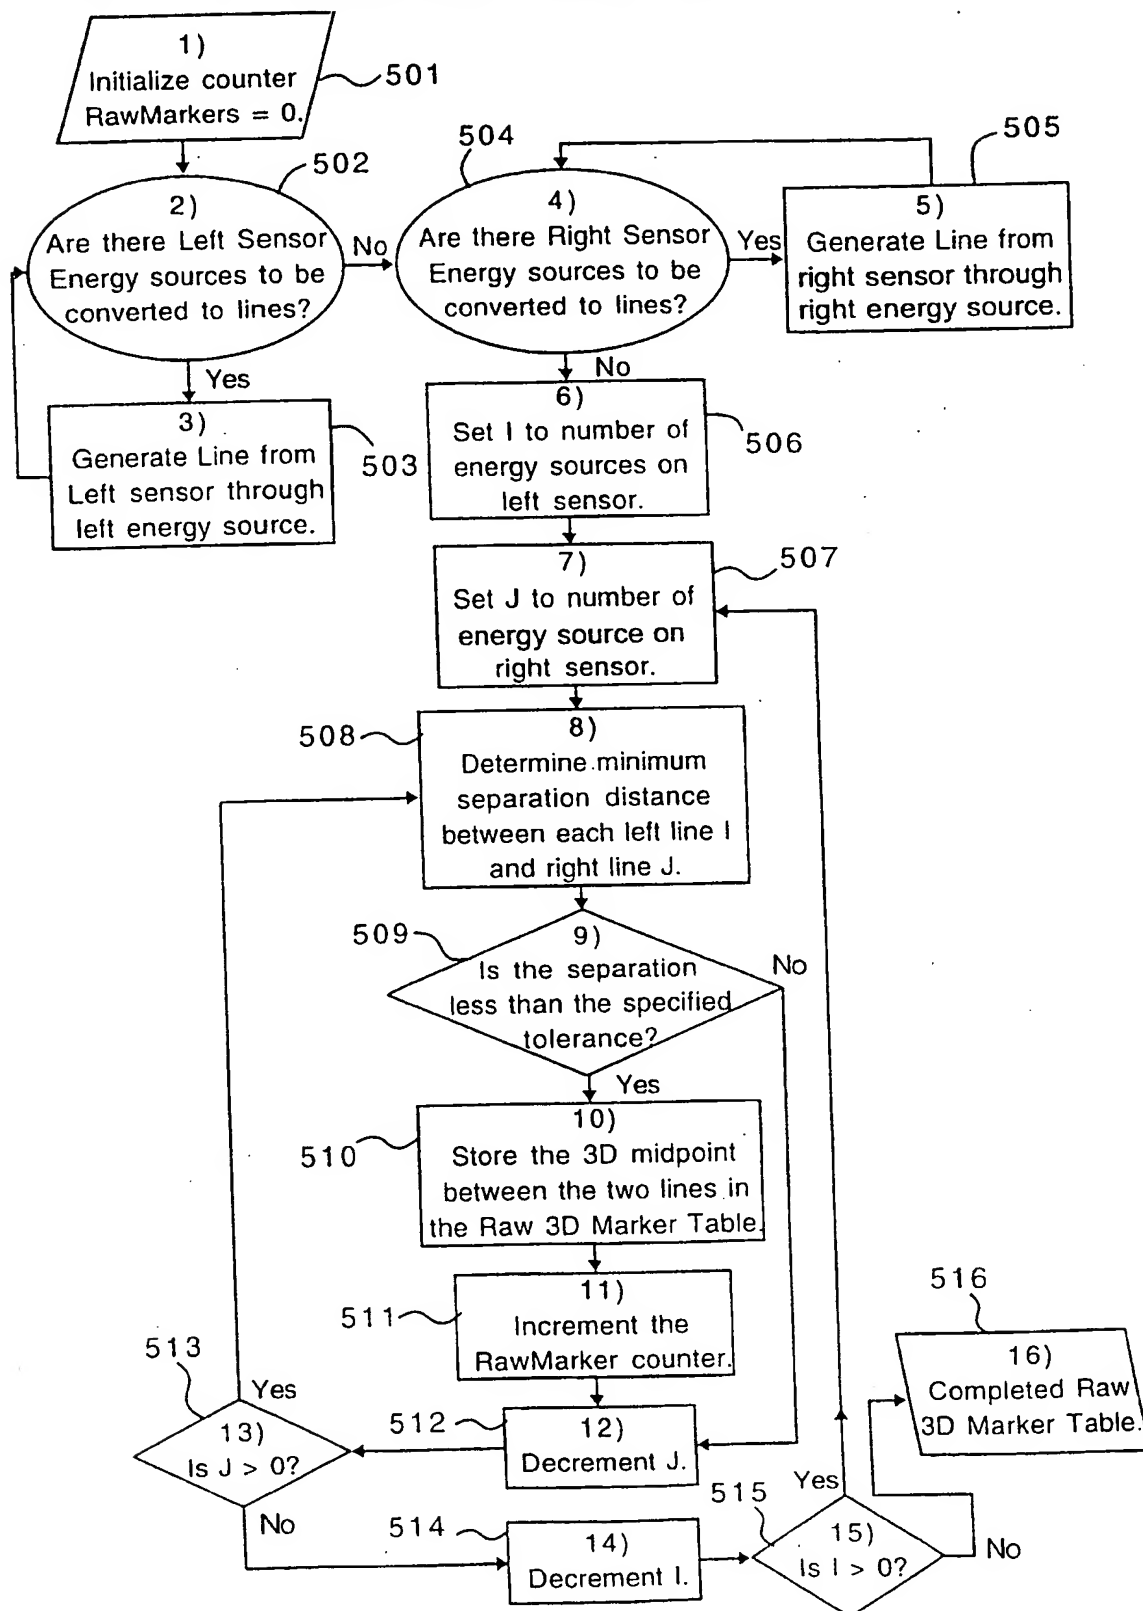 1)
Initialize counter
RawMarkers = 0.
501
502
2)
Are there Left Sensor
Energy sources to be
converted to lines?
No
Yes
3)
Generate Line from
Left sensor through
left energy source.
503
504
4)
Are there Right Sensor
Energy sources to be
converted to lines?
Yes
No
505
5)
Generate Line from
right sensor through
right energy source.
6)
Set I to number of
energy sources on
left sensor.
506
7)
Set J to number of
energy source on
right sensor.
507
508
8)
Determine minimum
separation distance
between each left line I
and right line J.
509
9)
Is the separation
less than the specified
tolerance?
No
Yes
510
10)
Store the 3D midpoint
between the two lines in
the Raw 3D Marker Table.
511
11)
Increment the
RawMarker counter.
512
12)
Decrement J.
513
Yes
13)
Is J > 0?
No
514
14)
Decrement I.
515
Yes
15)
Is I > 0?
No
516
16)
Completed Raw
3D Marker Table.